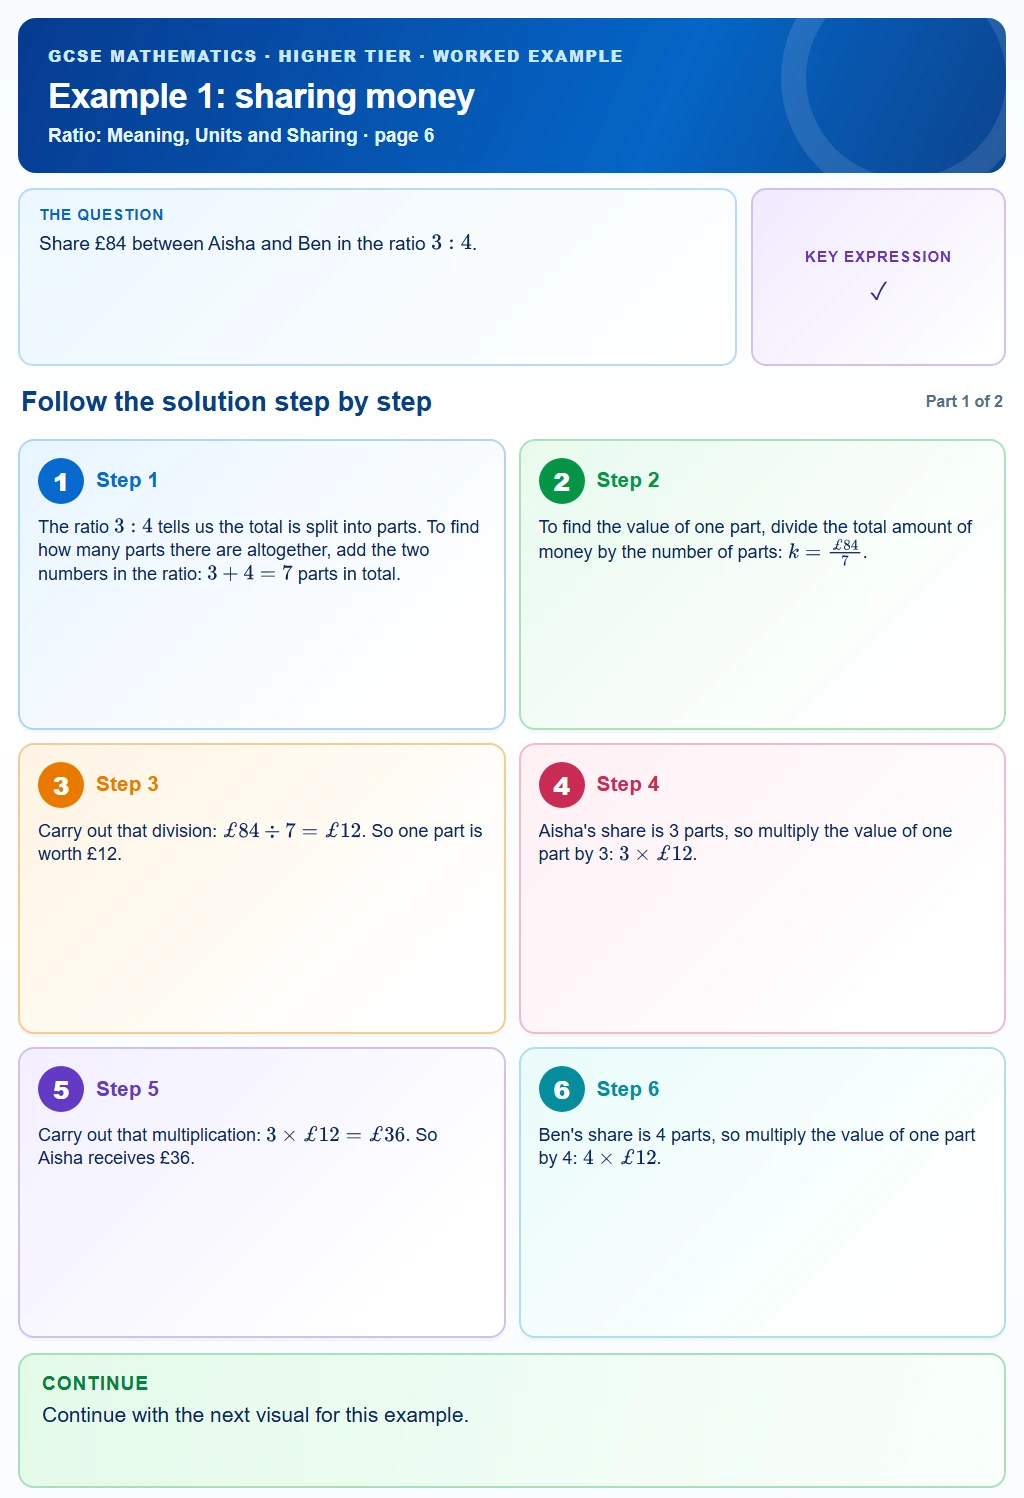 GCSE MATHEMATICS · HIGHER TIER · WORKED EXAMPLE
Example 1: sharing money
Ratio: Meaning, Units and Sharing · page 6
THE QUESTION
Share £84 between Aisha and Ben in the ratio 3 : 4.
KEY EXPRESSION
✓
Follow the solution step by step
Part 1 of 2
1 Step 1
The ratio 3 : 4 tells us the total is split into parts. To find
how many parts there are altogether, add the two
numbers in the ratio: 3 + 4 = 7 parts in total.
2 Step 2
To find the value of one part, divide the total amount of
money by the number of parts: k = £84/7.
3 Step 3
Carry out that division: £84 ÷ 7 = £12. So one part is
worth £12.
4 Step 4
Aisha's share is 3 parts, so multiply the value of one
part by 3: 3 × £12.
5 Step 5
Carry out that multiplication: 3 × £12 = £36. So
Aisha receives £36.
6 Step 6
Ben's share is 4 parts, so multiply the value of one part
by 4: 4 × £12.
CONTINUE
Continue with the next visual for this example.